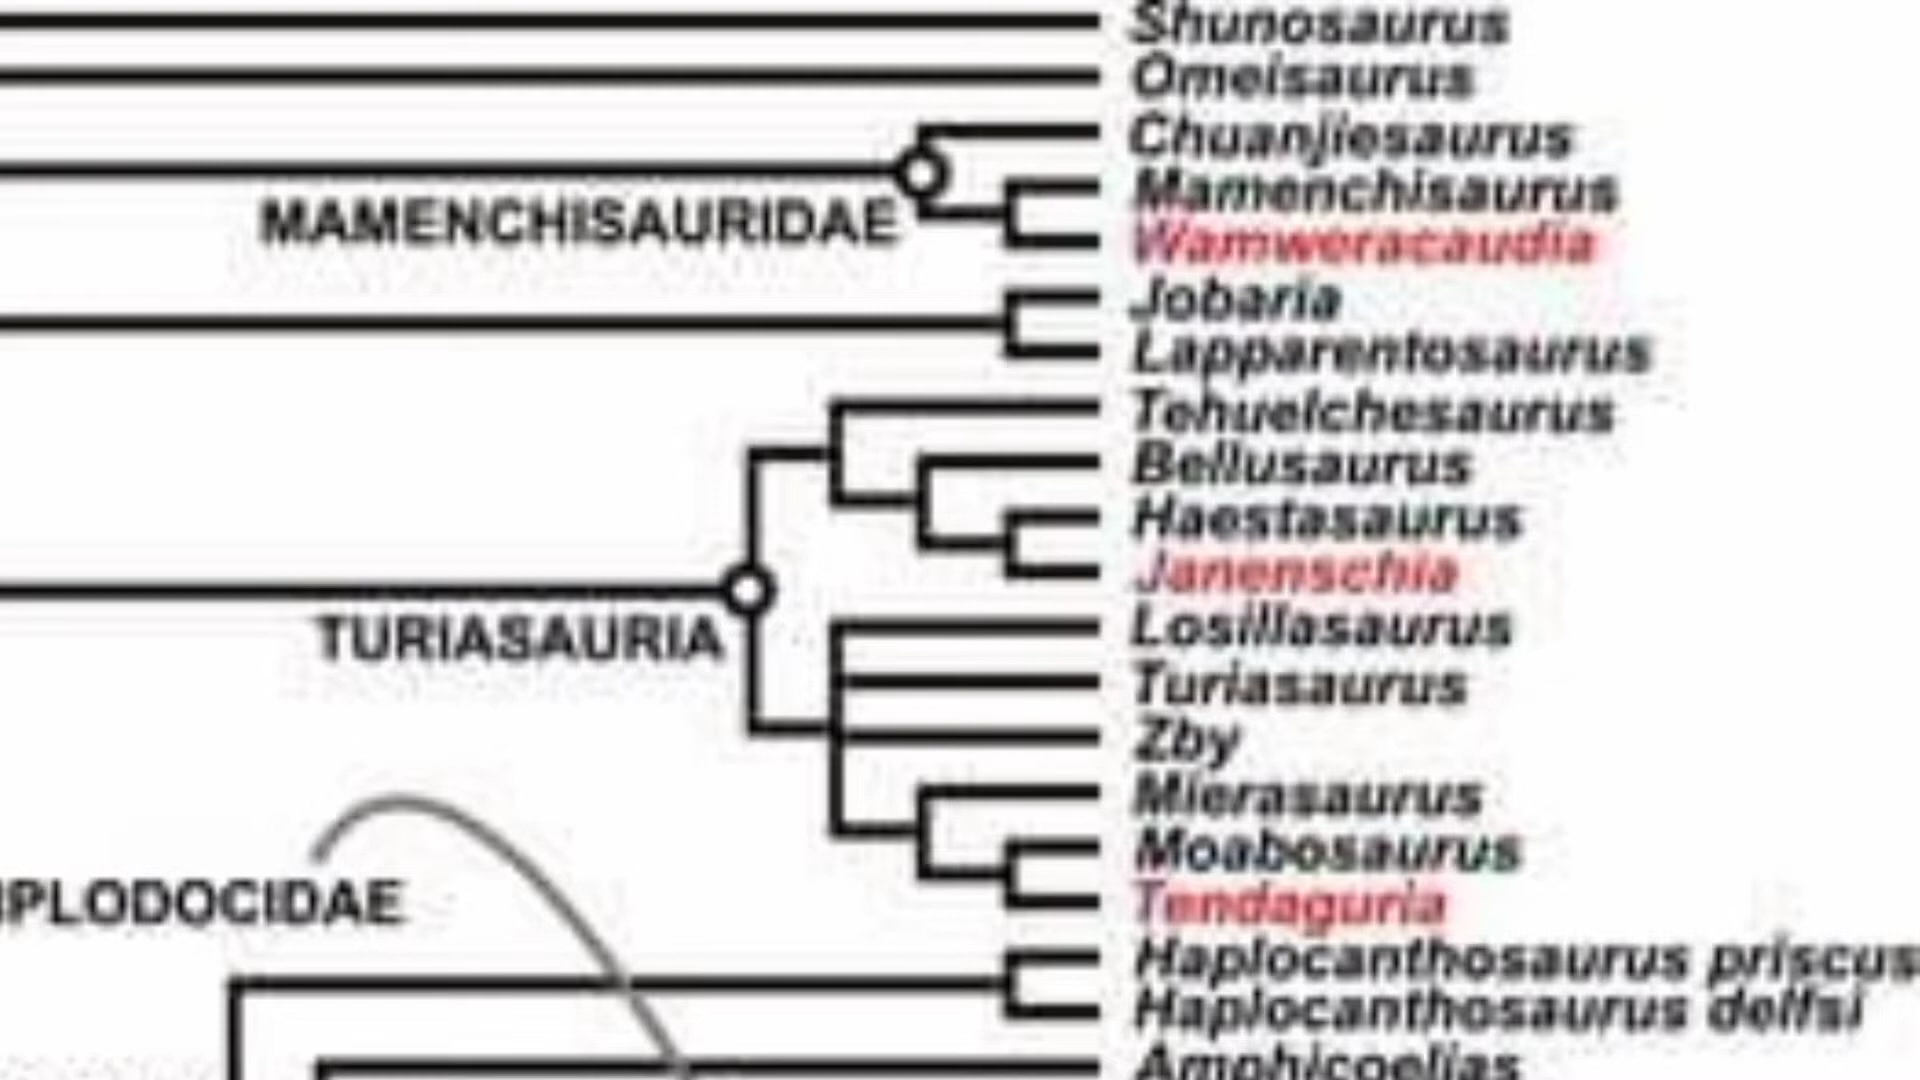 Shunosaurus
Omeisaurus
Chuanjiesaurus
Mamenchisaurus
MAMENCHISAURIDAE
Wamweracaudia
Jobaria
Lapparentosaurus
Tehuelchesaurus
Bellusaurus
Haestasaurus
Janenschia
Losillasaurus
TURIASAURIA
Turiasaurus
Zby
Mierasaurus
Moabosaurus
IPLODOCIDAE
Tendaguria
Haplocanthosaurus priscus
Haplocanthosaurus delfsi
Amphicoelias